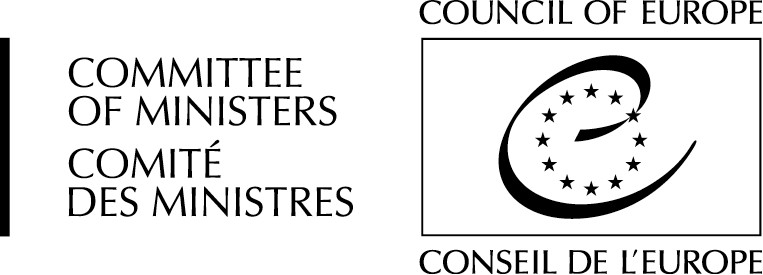 COMMITTEE
OF MINISTERS
COMITÉ
DES MINISTRES
COUNCIL OF EUROPE
CONSEIL DE L'EUROPE